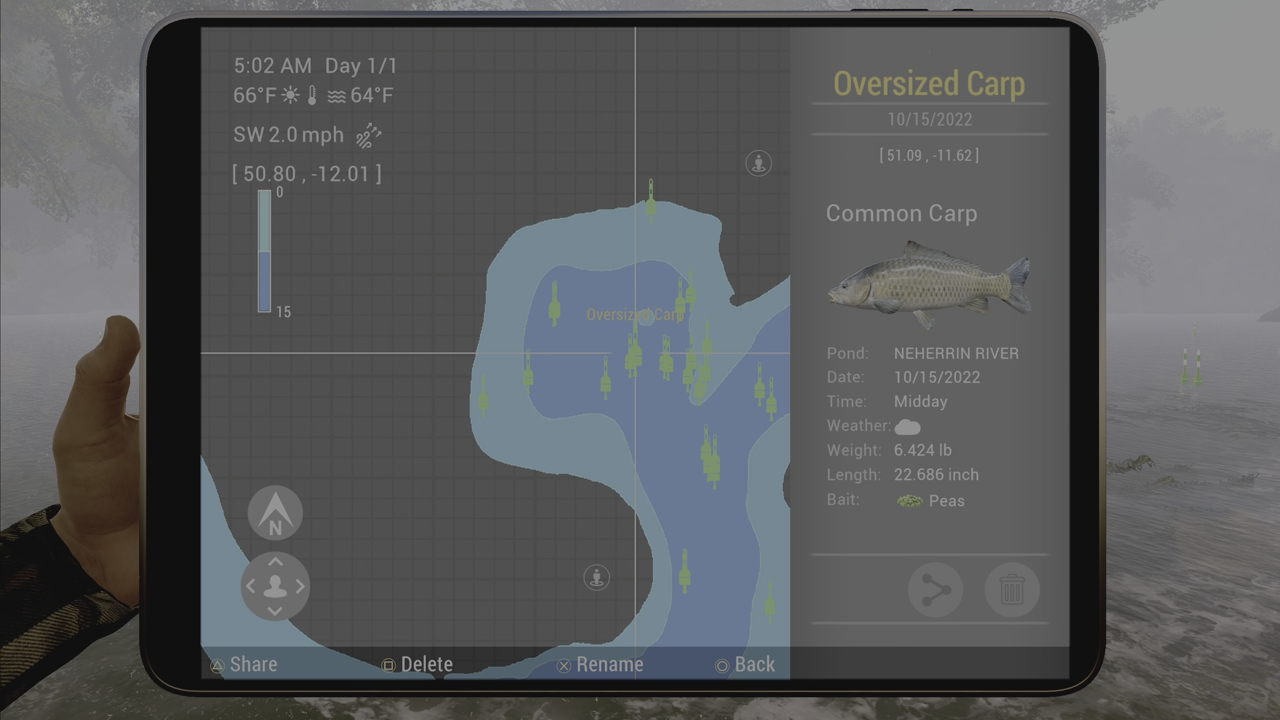 5:02 AM Day 1/1
66°F 64°F
SW 2.0 mph
[ 50.80 , -12.01 ]
0
15
Oversized Carp
N
Share
Delete
Rename
Back
Oversized Carp
10/15/2022
[ 51.09 , -11.62 ]
Common Carp
Pond: NEHERRIN RIVER
Date: 10/15/2022
Time: Midday
Weather:
Weight: 6.424 lb
Length: 22.686 inch
Bait: Peas